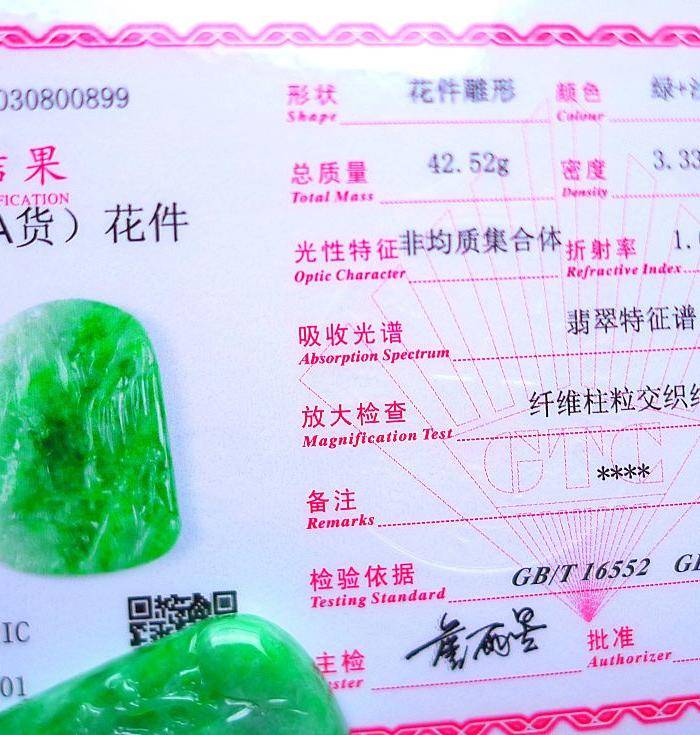 030800899
果
FICATION
A货）花件
形状 花件雕形 颜色 绿+
Shape Colour
总质量 42.52g 密度 3.33
Total Mass Density
光性特征 非均质集合体 折射率 1.
Optic Character Refractive Index
吸收光谱 翡翠特征谱
Absorption Spectrum
放大检查 纤维柱粒交织
Magnification Test
GTC
****
备注
Remarks
检验依据 GB/T 16552
Testing Standard
IC
01
主检 批准
ster Authorizer